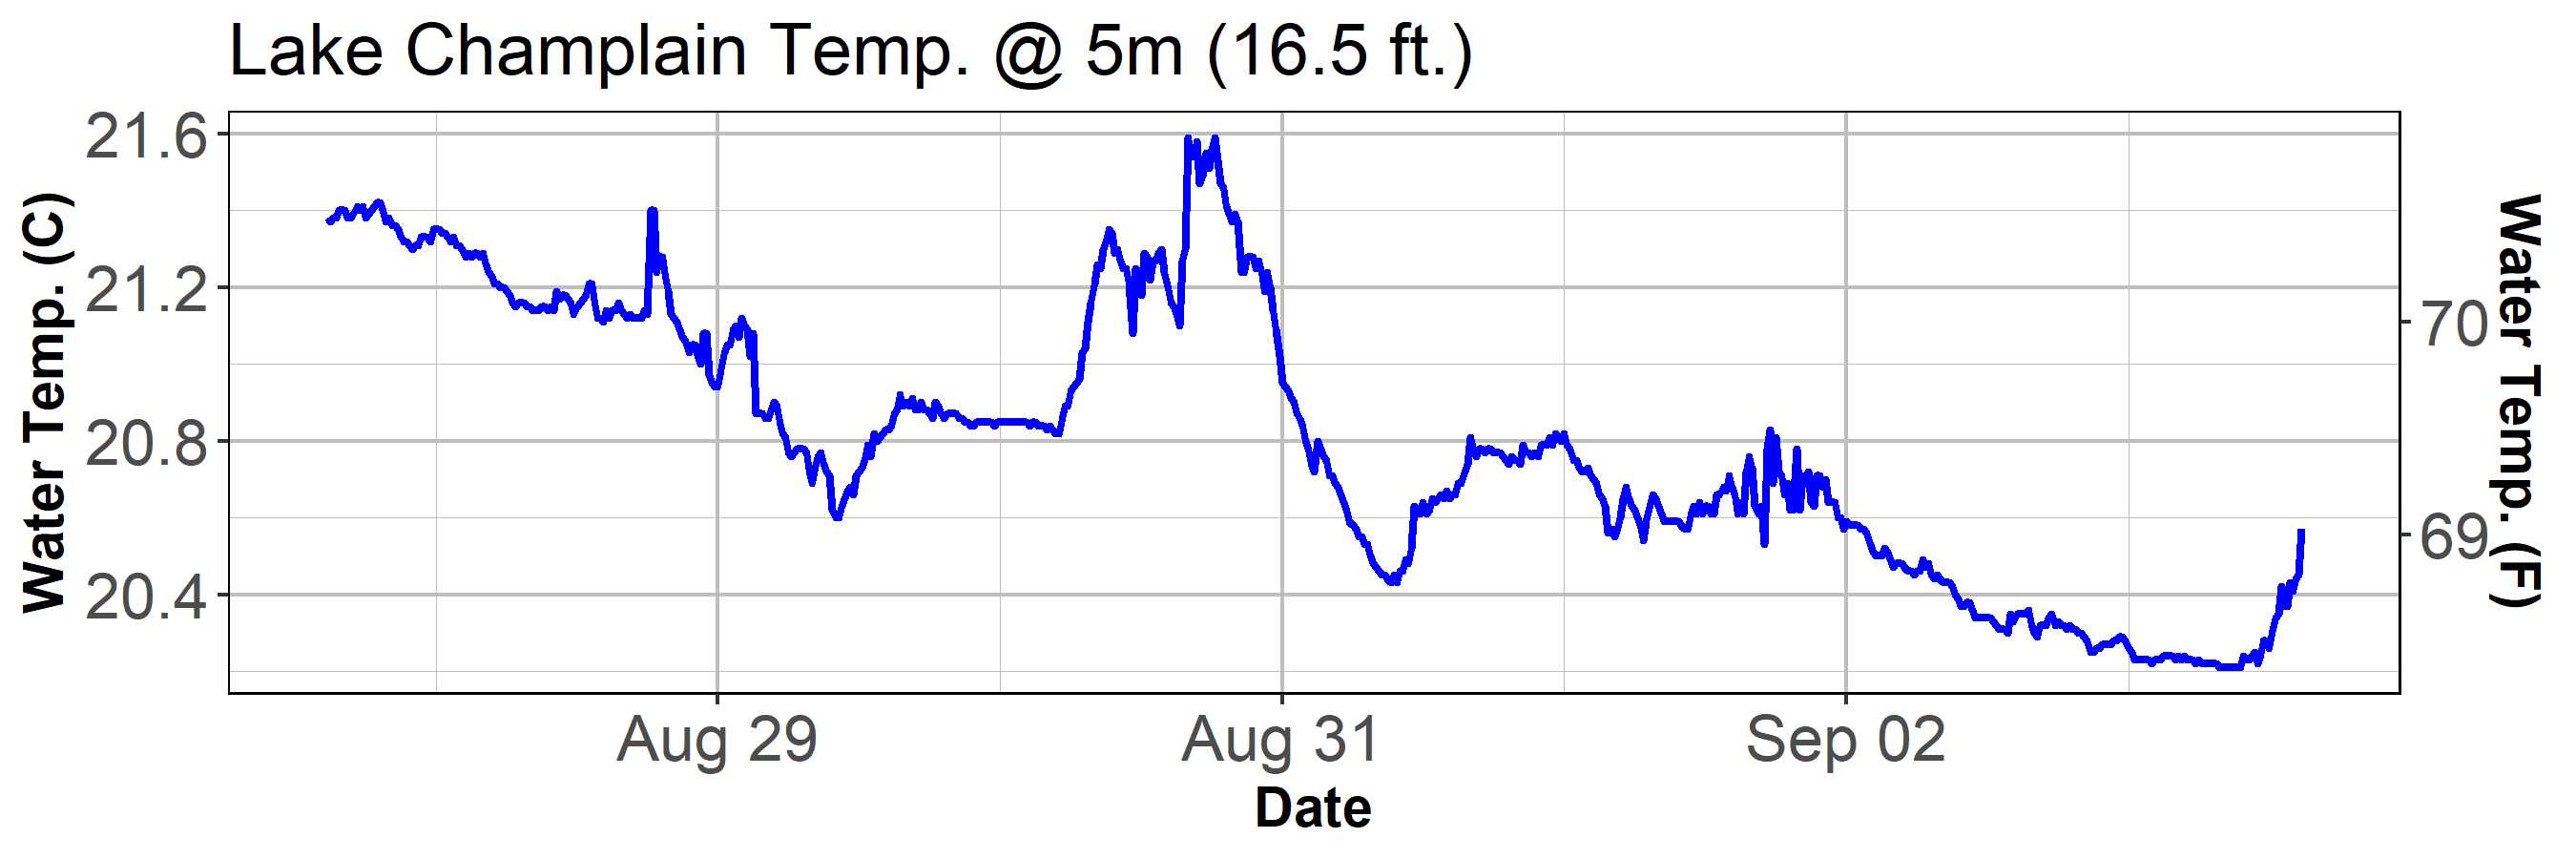 Lake Champlain Temp. @ 5m (16.5 ft.)
Water Temp. (C)
21.6
21.2
20.8
20.4
70
69
Water Temp. (F)
Aug 29
Aug 31
Sep 02
Date